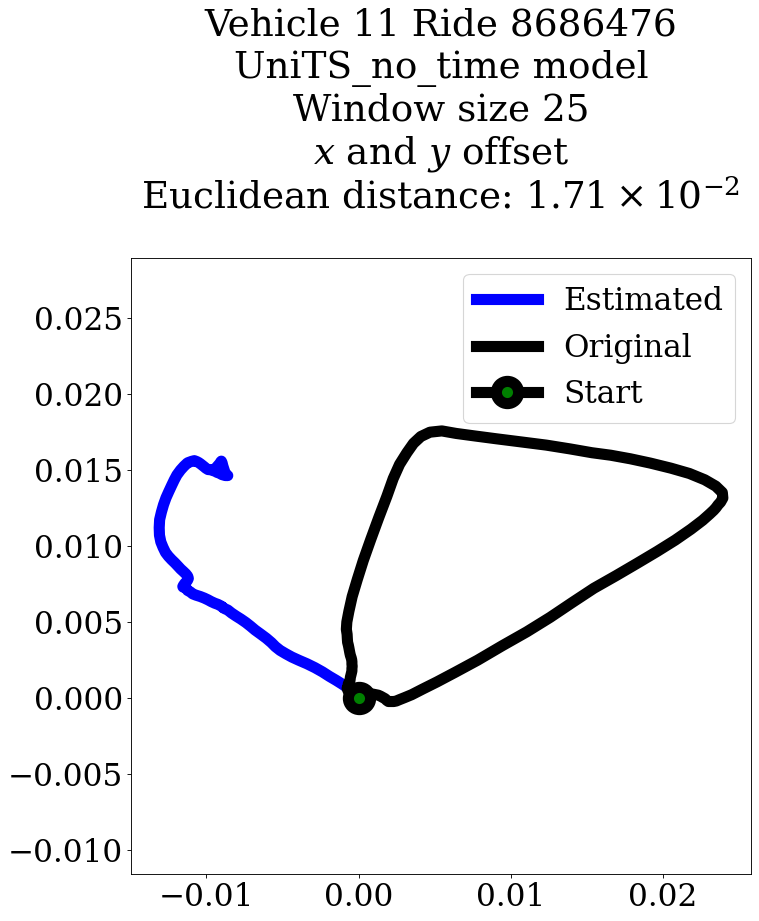 Vehicle 11 Ride 8686476
UniTS_no_time model
Window size 25
x and y offset
Euclidean distance: 1.71 × 10⁻²
Estimated
Original
Start
0.025
0.020
0.015
0.010
0.005
0.000
−0.005
−0.010
−0.01 0.00 0.01 0.02